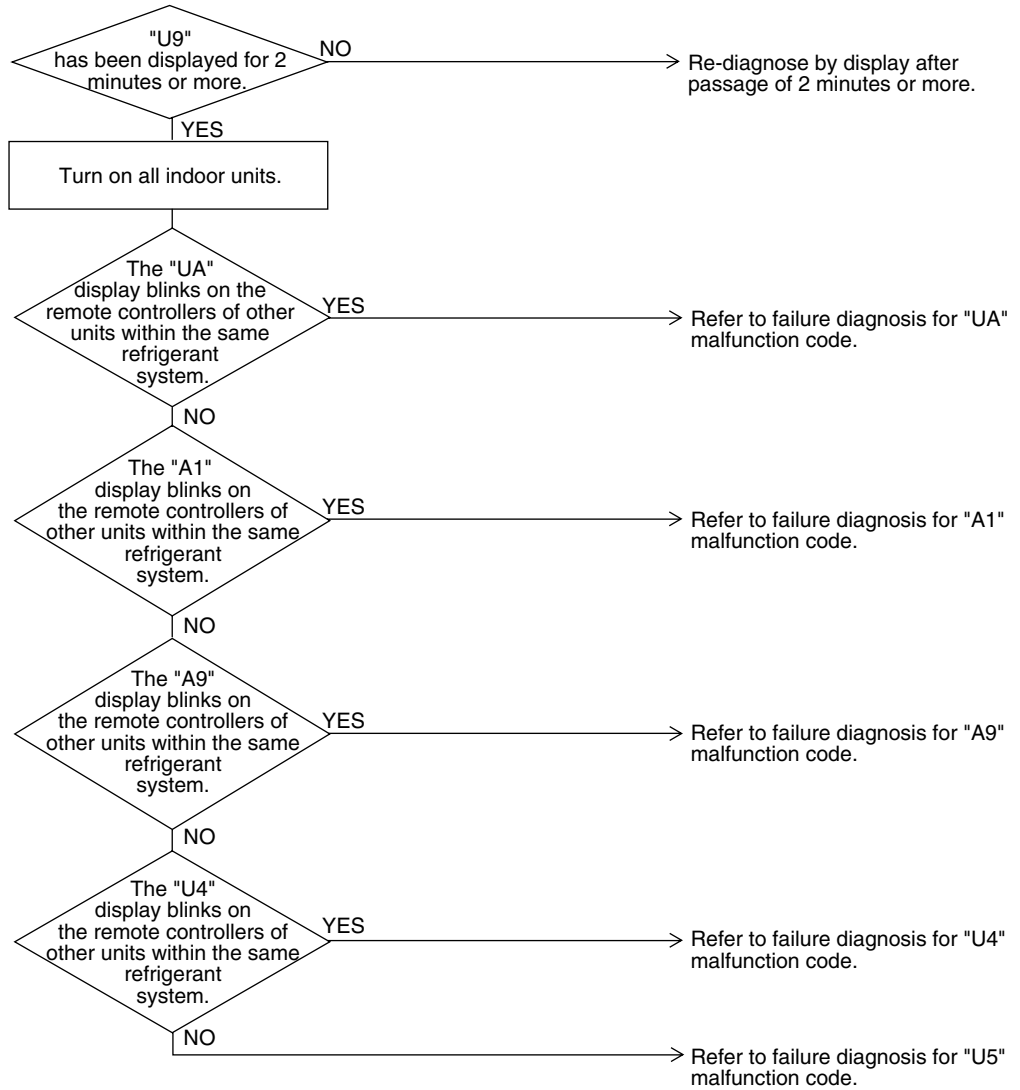 "U9"
has been displayed for 2
minutes or more.
NO
Re-diagnose by display after
passage of 2 minutes or more.
YES
Turn on all indoor units.
The "UA"
display blinks on the
remote controllers of other
units within the same
refrigerant
system.
YES
Refer to failure diagnosis for "UA"
malfunction code.
NO
The "A1"
display blinks on
the remote controllers of
other units within the same
refrigerant
system.
YES
Refer to failure diagnosis for "A1"
malfunction code.
NO
The "A9"
display blinks on
the remote controllers of
other units within the same
refrigerant
system.
YES
Refer to failure diagnosis for "A9"
malfunction code.
NO
The "U4"
display blinks on
the remote controllers of
other units within the same
refrigerant
system.
YES
Refer to failure diagnosis for "U4"
malfunction code.
NO
Refer to failure diagnosis for "U5"
malfunction code.